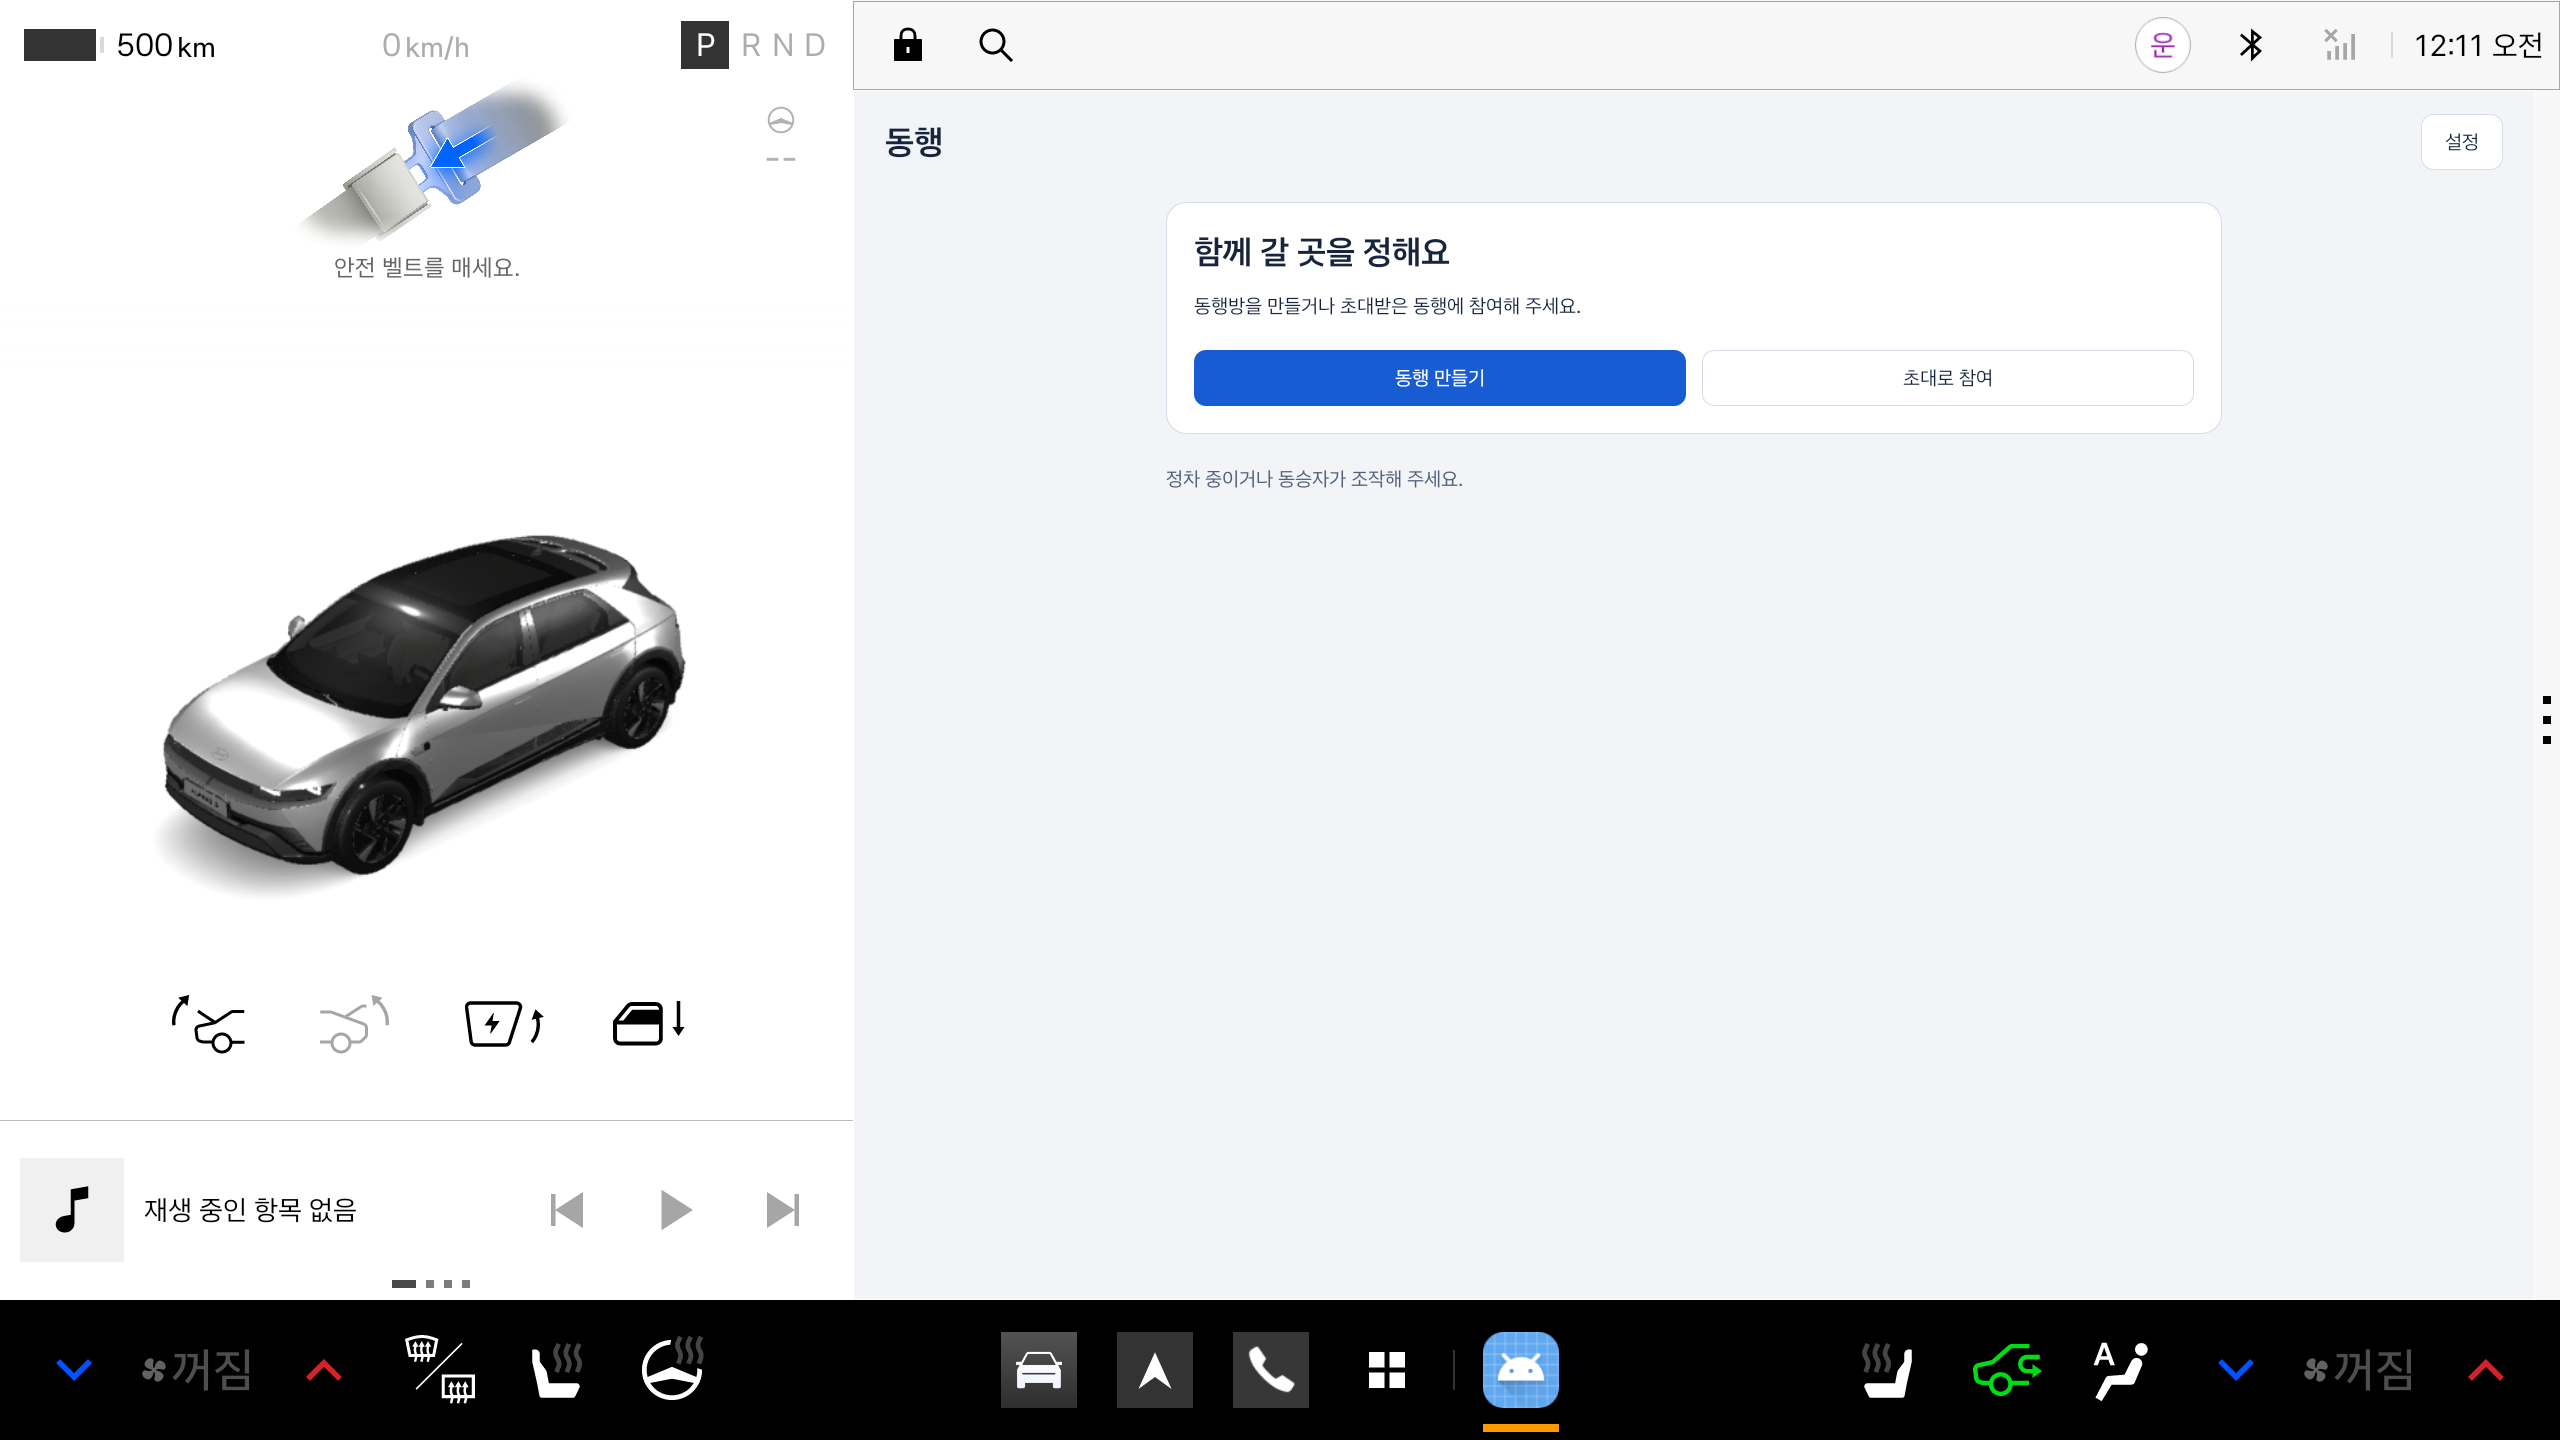 500 km
0 km/h
P R N D
안전 벨트를 매세요.
재생 중인 항목 없음
운
12:11 오전
동행
설정
함께 갈 곳을 정해요
동행방을 만들거나 초대받은 동행에 참여해 주세요.
동행 만들기
초대로 참여
정차 중이거나 동승자가 조작해 주세요.
꺼짐
A
꺼짐